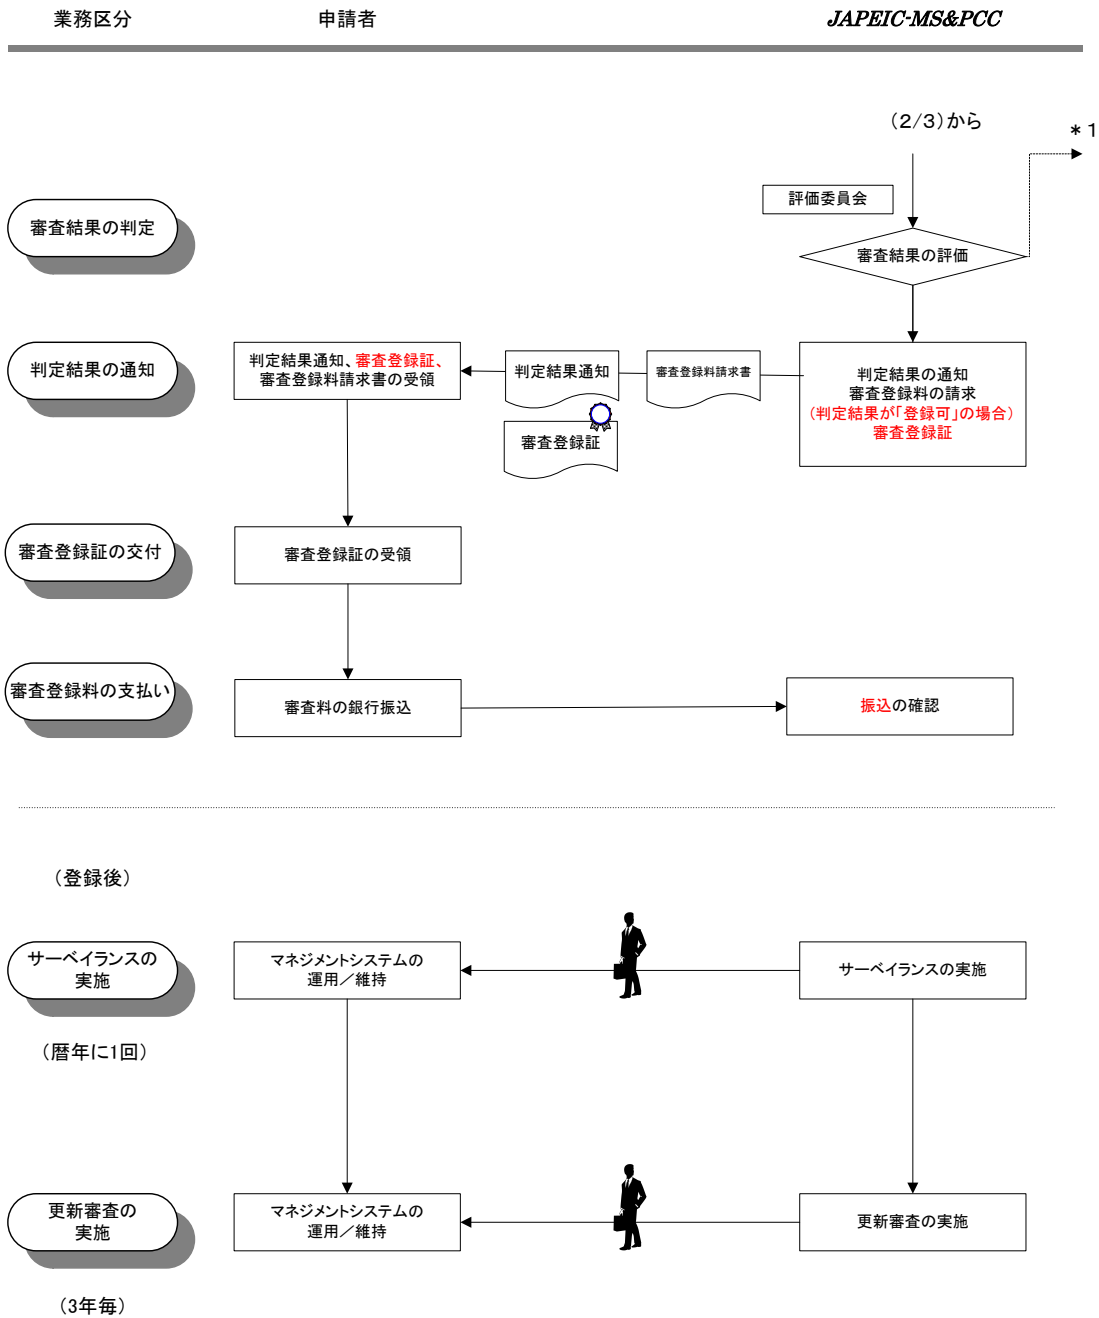 業務区分
申請者
JAPEIC-MS&PCC
（2/3）から
＊1
評価委員会
審査結果の判定
審査結果の評価
判定結果の通知
判定結果通知、審査登録証、
審査登録料請求書の受領
判定結果通知
審査登録料請求書
審査登録証
判定結果の通知
審査登録料の請求
（判定結果が「登録可」の場合）
審査登録証
審査登録証の交付
審査登録証の受領
審査登録料の支払い
審査料の銀行振込
振込の確認
（登録後）
サーベイランスの
実施
マネジメントシステムの
運用／維持
サーベイランスの実施
（暦年に1回）
更新審査の
実施
マネジメントシステムの
運用／維持
更新審査の実施
（3年毎）